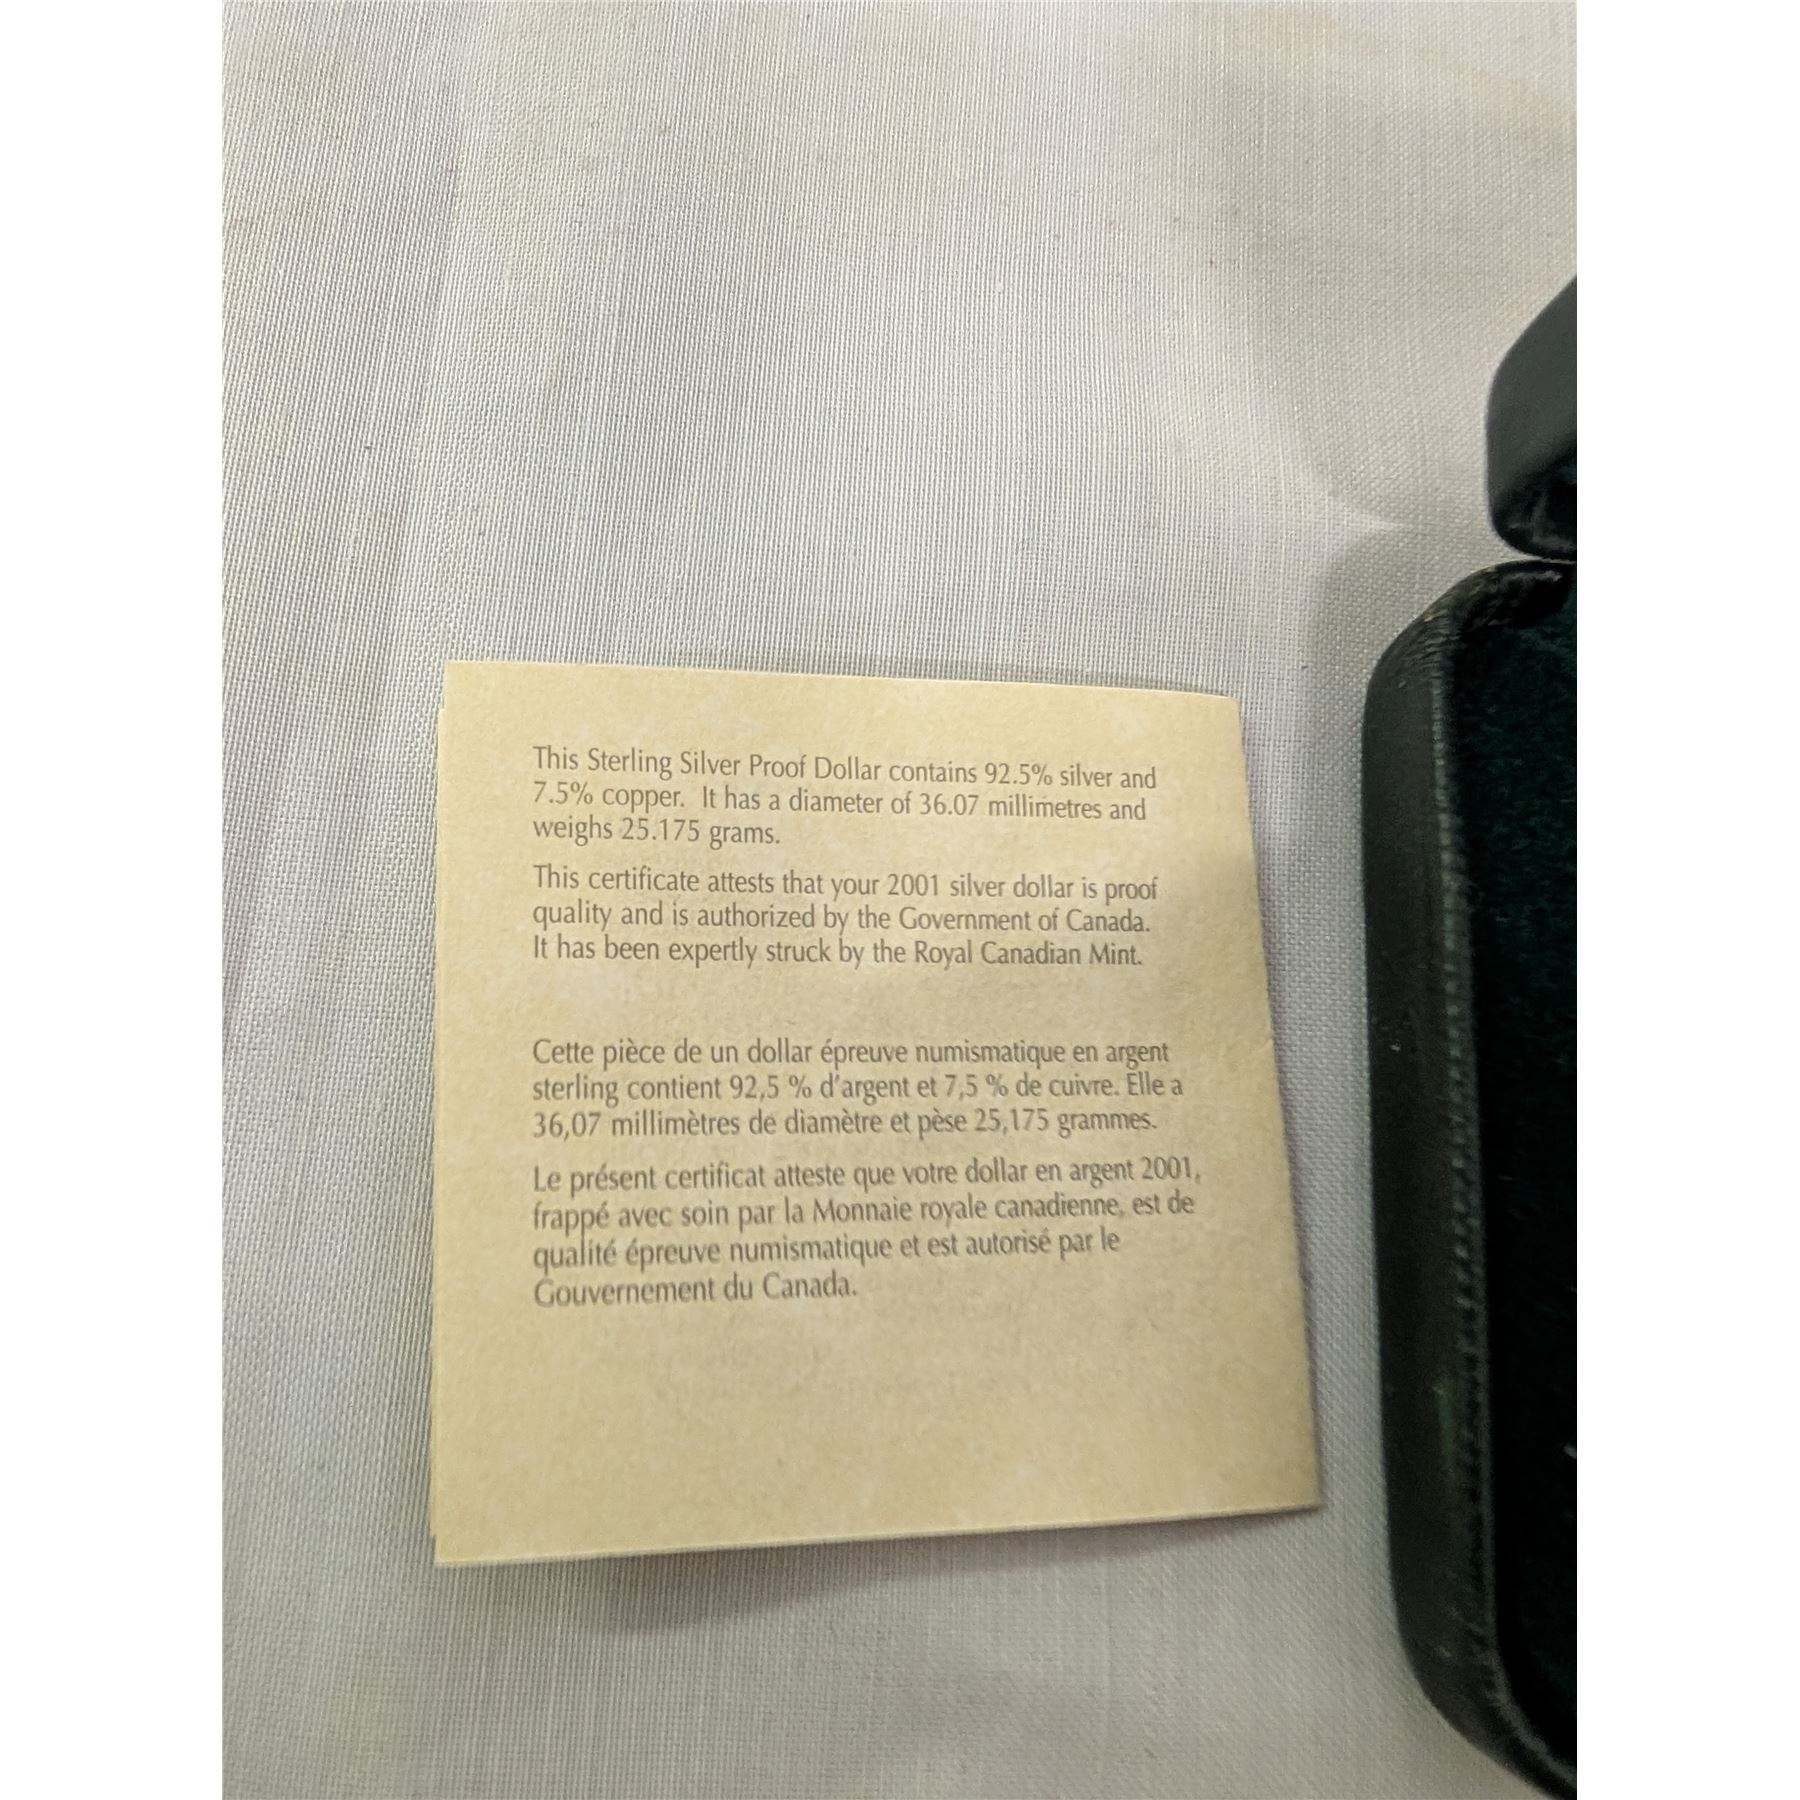 This Sterling Silver Proof Dollar contains 92.5% silver and
7.5% copper. It has a diameter of 36.07 millimetres and
weighs 25.175 grams.
This certificate attests that your 2001 silver dollar is proof
quality and is authorized by the Government of Canada.
It has been expertly struck by the Royal Canadian Mint.
Cette pièce de un dollar épreuve numismatique en argent
sterling contient 92,5 % d'argent et 7,5 % de cuivre. Elle a
36,07 millimètres de diamètre et pèse 25,175 grammes.
Le présent certificat atteste que votre dollar en argent 2001,
frappé avec soin par la Monnaie royale canadienne, est de
qualité épreuve numismatique et est autorisé par le
Gouvernement du Canada.